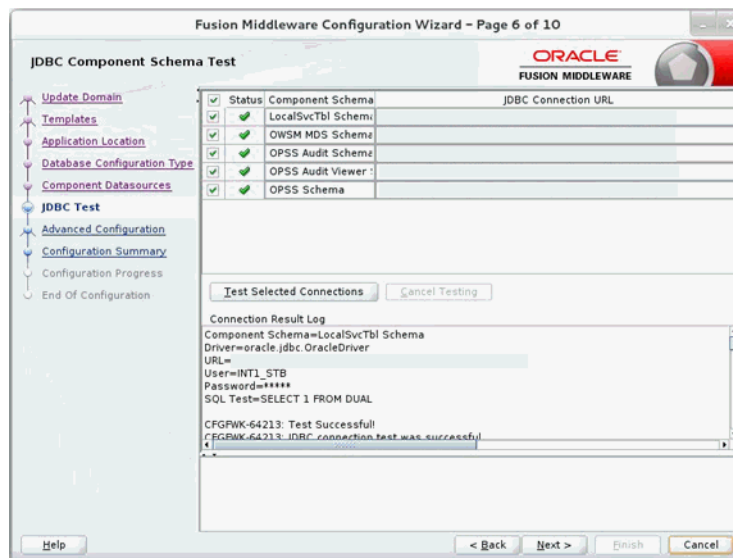 Fusion Middleware Configuration Wizard - Page 6 of 10
JDBC Component Schema Test
ORACLE
FUSION MIDDLEWARE
Update Domain
Templates
Application Location
Database Configuration Type
Component Datasources
JDBC Test
Advanced Configuration
Configuration Summary
Configuration Progress
End Of Configuration
Status Component Schema JDBC Connection URL
LocalSvcTbl Schema
OWSM MDS Schema
OPSS Audit Schema
OPSS Audit Viewer
OPSS Schema
Test Selected Connections Cancel Testing
Connection Result Log
Component Schema=LocalSvcTbl Schema
Driver=oracle.jdbc.OracleDriver
URL=
User=INT1_STB
Password=*****
SQL Test=SELECT 1 FROM DUAL
CFGFWK-64213: Test Successful!
CFGFWK-64213: JDBC connection test was successful
Help < Back Next > Finish Cancel